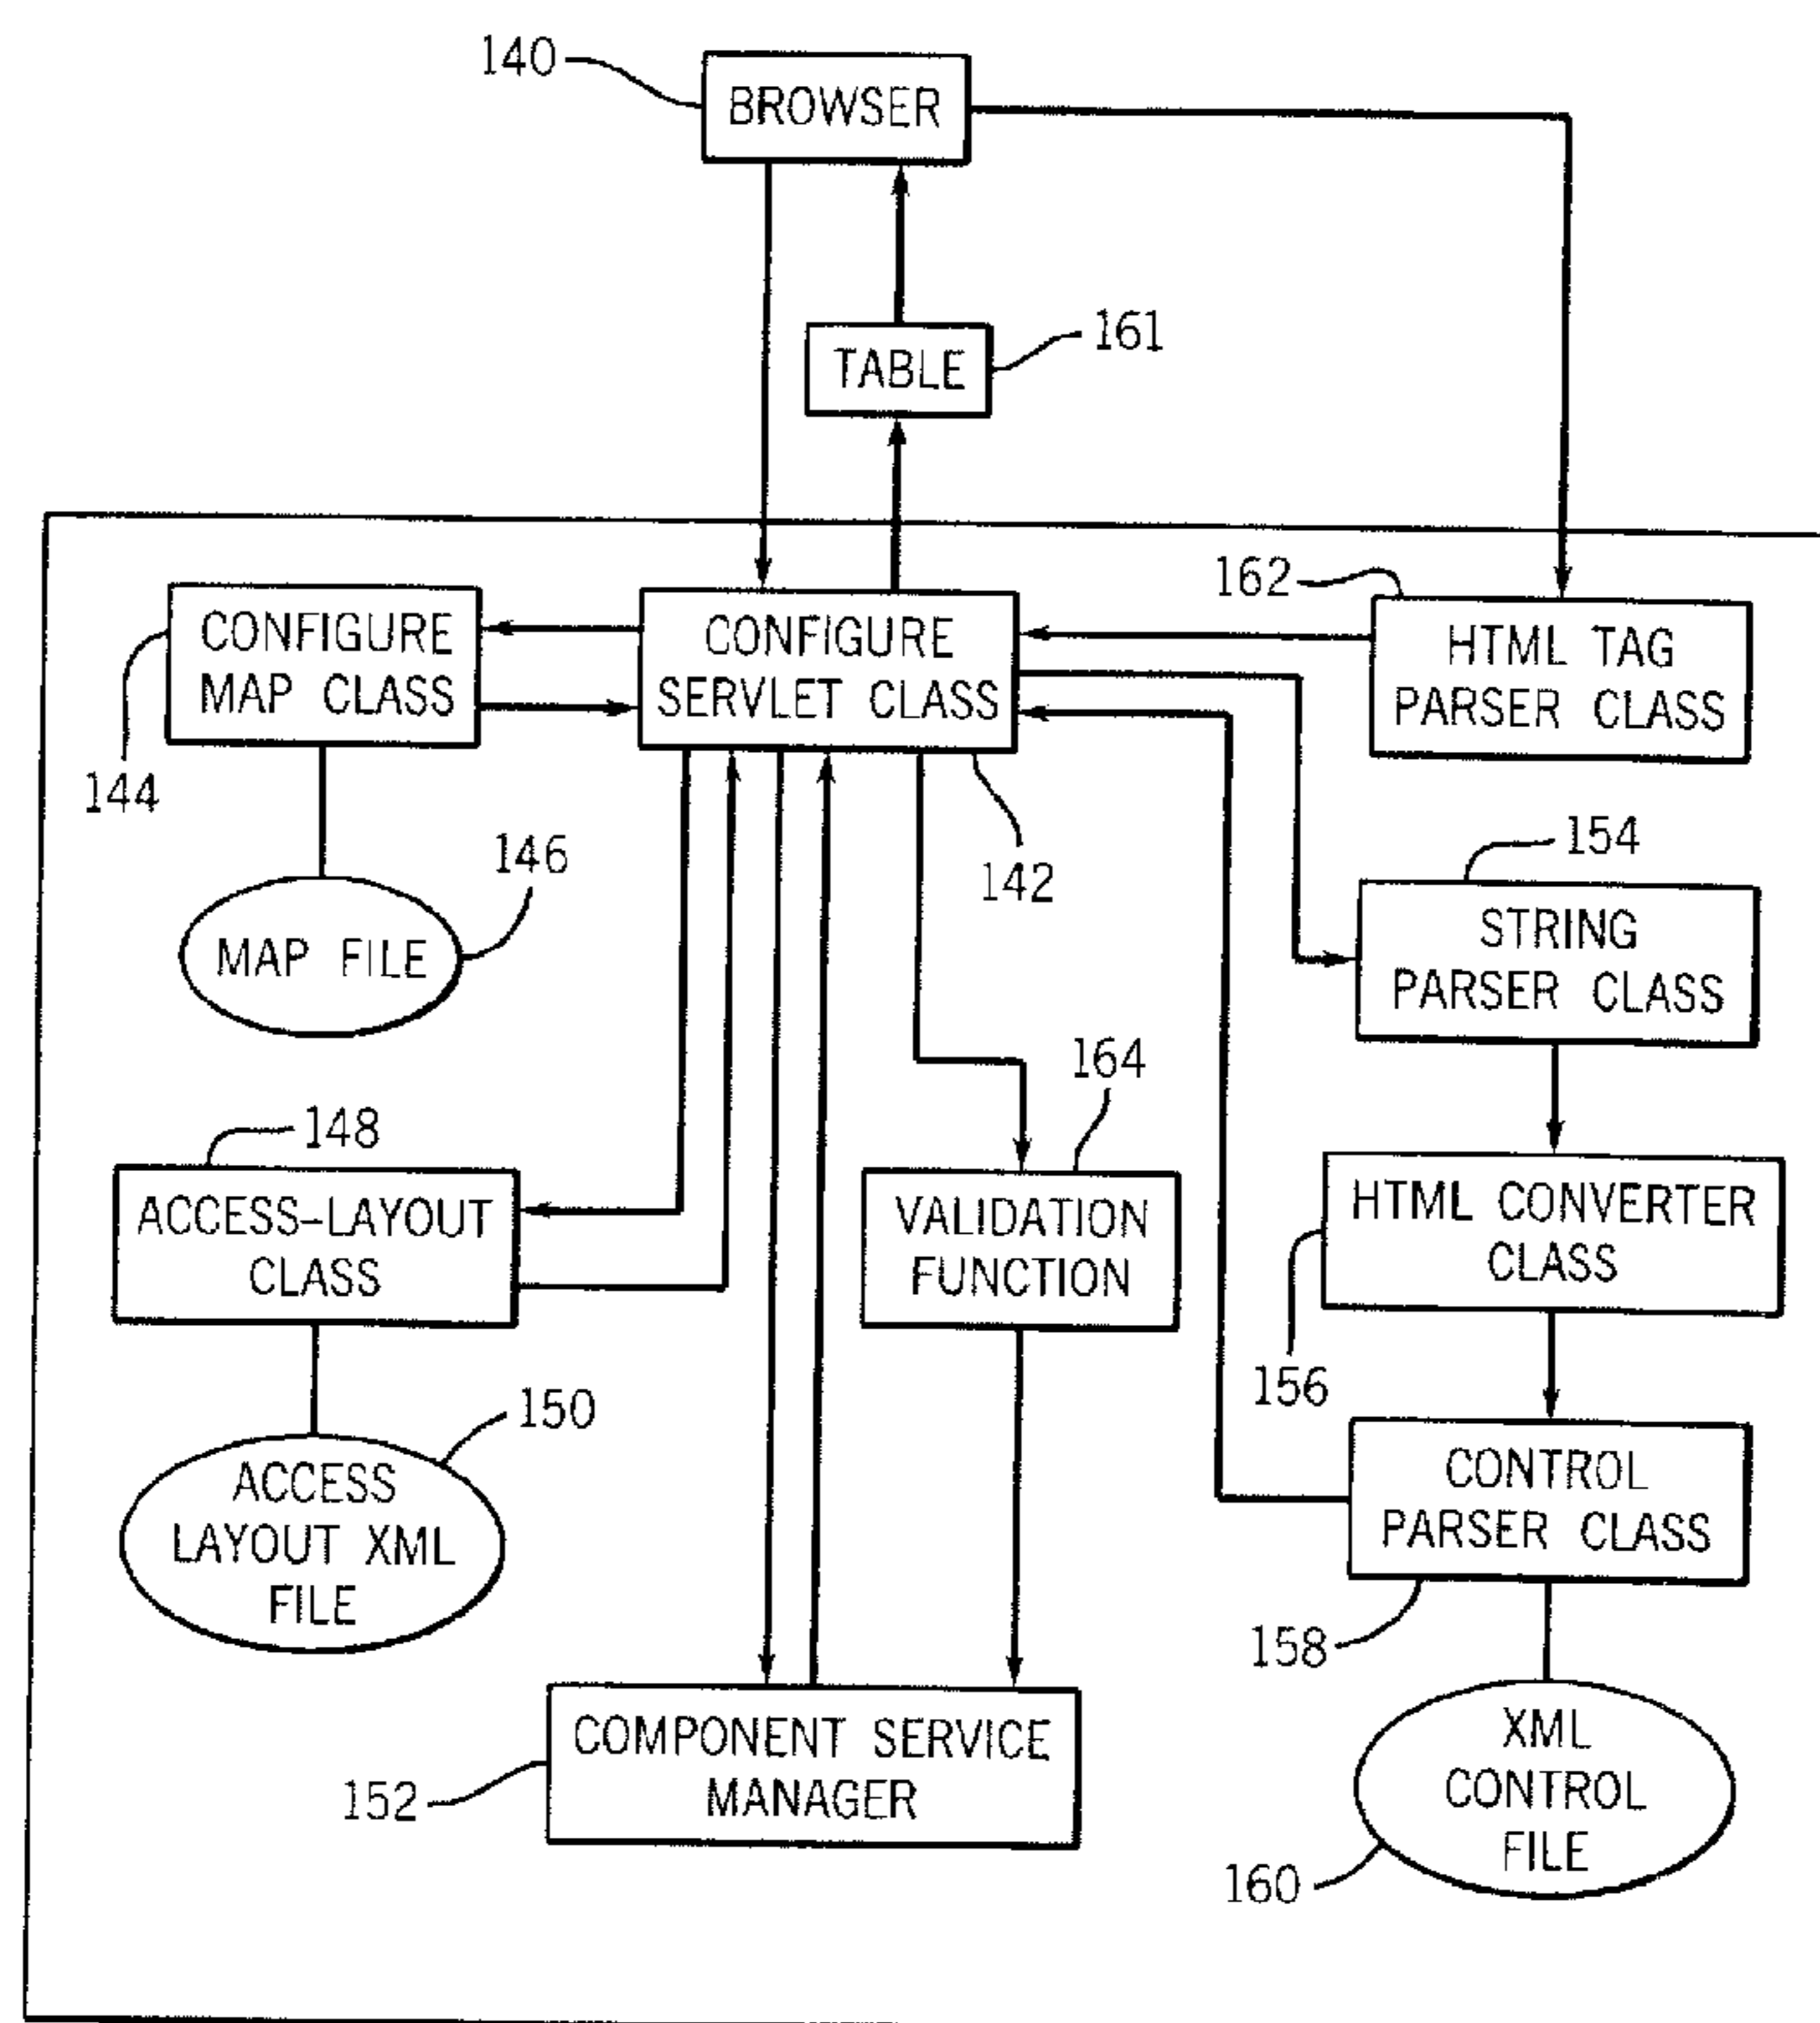 140
BROWSER
161
TABLE
162
CONFIGURE
MAP CLASS
CONFIGURE
SERVLET CLASS
HTML TAG
PARSER CLASS
144
146
142
154
MAP FILE
STRING
PARSER CLASS
164
148
ACCESS-LAYOUT
CLASS
VALIDATION
FUNCTION
HTML CONVERTER
CLASS
156
150
ACCESS
LAYOUT XML
FILE
CONTROL
PARSER CLASS
158
COMPONENT SERVICE
MANAGER
152
XML
CONTROL
FILE
160